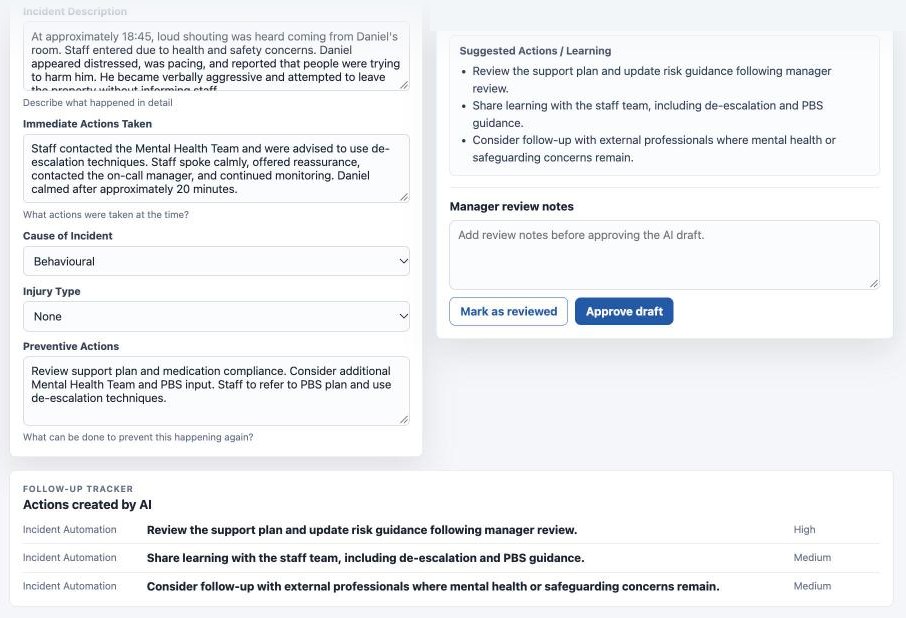 Incident Description
At approximately 18:45, loud shouting was heard coming from Daniel's
room. Staff entered due to health and safety concerns. Daniel
appeared distressed, was pacing, and reported that people were trying
to harm him. He became verbally aggressive and attempted to leave
the property without informing staff.
Describe what happened in detail
Immediate Actions Taken
Staff contacted the Mental Health Team and were advised to use de-
escalation techniques. Staff spoke calmly, offered reassurance,
contacted the on-call manager, and continued monitoring. Daniel
calmed after approximately 20 minutes.
What actions were taken at the time?
Cause of Incident
Behavioural
Injury Type
None
Preventive Actions
Review support plan and medication compliance. Consider additional
Mental Health Team and PBS input. Staff to refer to PBS plan and use
de-escalation techniques.
What can be done to prevent this happening again?
Suggested Actions / Learning
• Review the support plan and update risk guidance following manager
review.
• Share learning with the staff team, including de-escalation and PBS
guidance.
• Consider follow-up with external professionals where mental health or
safeguarding concerns remain.
Manager review notes
Add review notes before approving the AI draft.
Mark as reviewed
Approve draft
FOLLOW-UP TRACKER
Actions created by AI
Incident Automation Review the support plan and update risk guidance following manager review. High
Incident Automation Share learning with the staff team, including de-escalation and PBS guidance. Medium
Incident Automation Consider follow-up with external professionals where mental health or safeguarding concerns remain. Medium